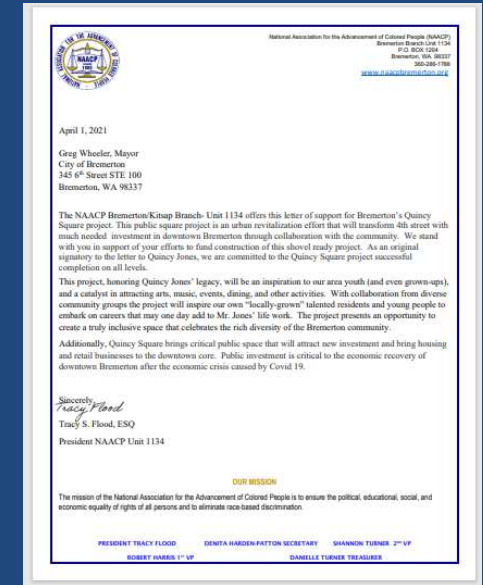 NATIONAL ASSOCIATION FOR THE ADVANCEMENT OF COLORED PEOPLE
NAACP
National Association for the Advancement of Colored People (NAACP)
Bremerton Branch Unit 1134
P.O. BOX 1204
Bremerton, WA 98337
360-286-1766
www.naacpbremerton.org
April 1, 2021
Greg Wheeler, Mayor
City of Bremerton
345 6th Street STE 100
Bremerton, WA 98337
The NAACP Bremerton/Kitsap Branch- Unit 1134 offers this letter of support for Bremerton's Quincy
Square project. This public square project is an urban revitalization effort that will transform 4th street with
much needed investment in downtown Bremerton through collaboration with the community. We stand
with you in support of your efforts to fund construction of this shovel ready project. As an original
signatory to the letter to Quincy Jones, we are committed to the Quincy Square project successful
completion on all levels.
This project, honoring Quincy Jones' legacy, will be an inspiration to our area youth (and even grown-ups),
and a catalyst in attracting arts, music, events, dining, and other activities. With collaboration from diverse
community groups the project will inspire our own "locally-grown" talented residents and young people to
embark on careers that may one day add to Mr. Jones' life work. The project presents an opportunity to
create a truly inclusive space that celebrates the rich diversity of the Bremerton community.
Additionally, Quincy Square brings critical public space that will attract new investment and bring housing
and retail businesses to the downtown core. Public investment is critical to the economic recovery of
downtown Bremerton after the economic crisis caused by Covid 19.
Sincerely,
Tracy Flood
Tracy S. Flood, ESQ
President NAACP Unit 1134
OUR MISSION
The mission of the National Association for the Advancement of Colored People is to ensure the political, educational, social, and
economic equality of rights of all persons and to eliminate race-based discrimination.
PRESIDENT TRACY FLOOD DENITA HARDEN-PATTON SECRETARY SHANNON TURNER 2ND VP
ROBERT HARRIS 1ST VP DANIELLE TURNER TREASURER